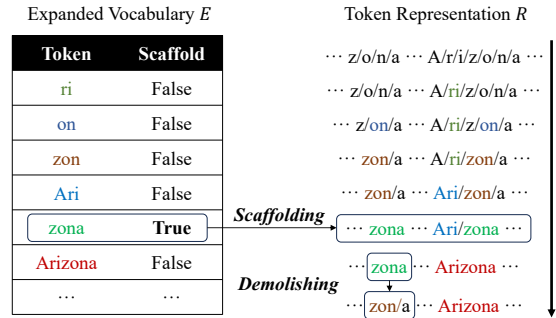 Expanded Vocabulary E
Token Representation R
Token Scaffold
ri False
on False
zon False
Ari False
zona True
Arizona False
... ...
Scaffolding
Demolishing
··· z/o/n/a ··· A/r/i/z/o/n/a ···
··· z/o/n/a ··· A/ri/z/o/n/a ···
··· z/on/a ··· A/ri/z/on/a ···
··· zon/a ··· A/ri/zon/a ···
··· zon/a ··· Ari/zon/a ···
··· zona ··· Ari/zona ···
··· zona ··· Arizona ···
··· zon/a ··· Arizona ···